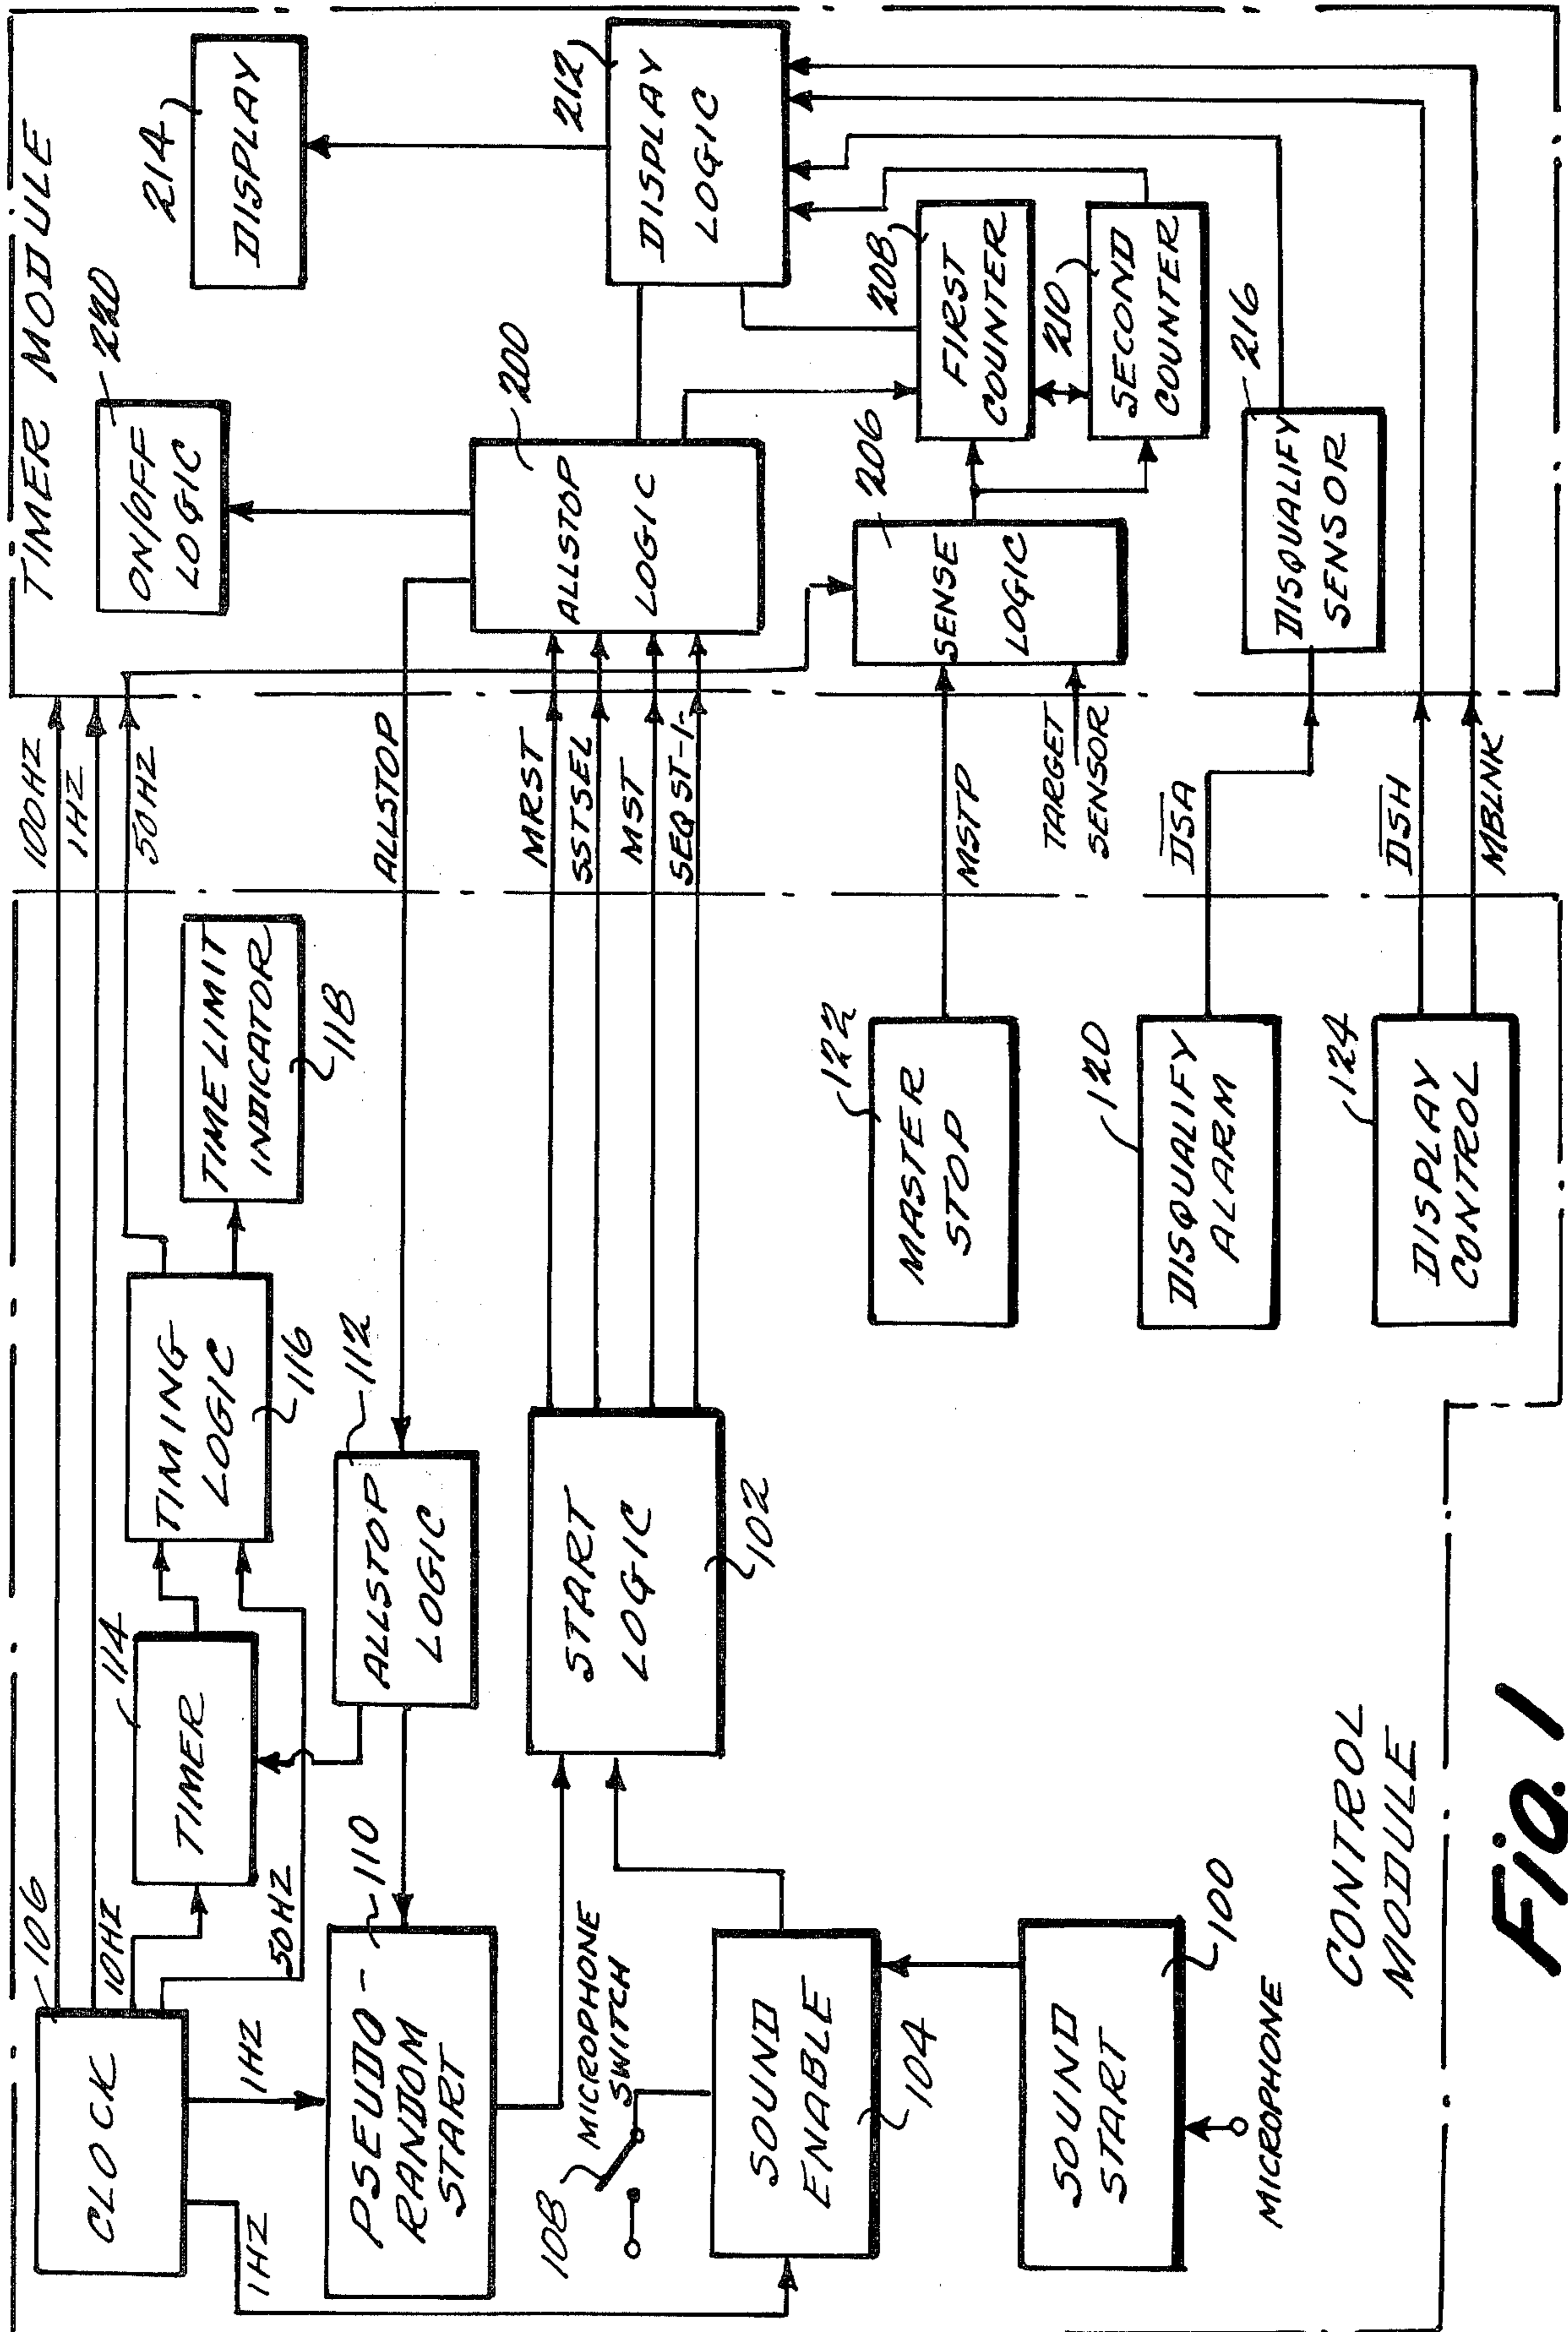 TIMER MODULE
100HZ
1HZ
50HZ
106
CLOCK
10HZ
50HZ
1HZ
1HZ
114
TIMER
TIMING
LOGIC
116
TIME LIMIT
INDICATOR
118
ON/OFF
LOGIC
220
214
DISPLAY
110
PSEUDO-
RANDOM
START
112
ALLSTOP
LOGIC
ALLSTOP
START
LOGIC
102
MRST
SSTSEL
MST
SEQST-1-
ALLSTOP
LOGIC
200
212
DISPLAY
LOGIC
108
MICROPHONE
SWITCH
SOUND
ENABLE
104
SOUND
START
100
MICROPHONE
MASTER
STOP
122
MSTP
TARGET
SENSOR
SENSE
LOGIC
206
FIRST
COUNTER
208
SECOND
COUNTER
210
DISQUALIFY
ALARM
120
D̅S̅A̅
DISQUALIFY
SENSOR
216
DISPLAY
CONTROL
124
D̅S̅H̅
MBLNK
CONTROL
MODULE
Fig. 1